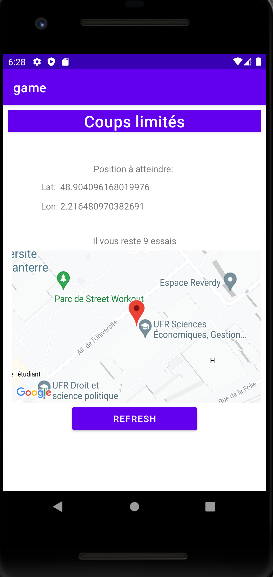 6:28
game
Coups limités
Position à atteindre:
Lat: 48.904096168019976
Lon: 2.216480970382691
Il vous reste 9 essais
ersité
anterre
Espace Reverdy
Parc de Street Workout
UFR Sciences
Économiques, Gestion...
All. de l'Université
étudiant
UFR Droit et
science politique
Rue de la Folie
Google
REFRESH